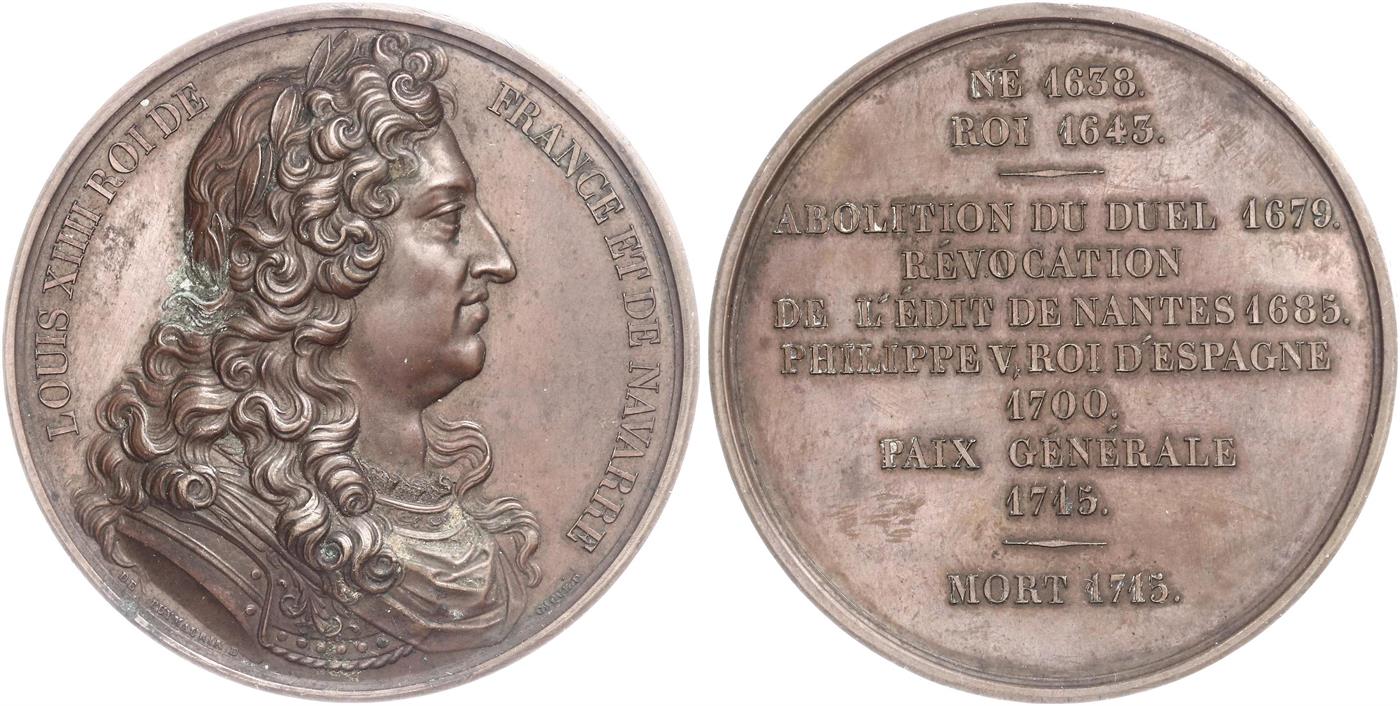 LOUIS XIIII ROI DE FRANCE ET DE NAVARRE
DE
NÉ 1638.
ROI 1643.
ABOLITION DU DUEL 1679.
RÉVOCATION
DE L'ÉDIT DE NANTES 1685.
PHILIPPE V, ROI D'ESPAGNE
1700.
PAIX GÉNÉRALE
1715.
MORT 1715.